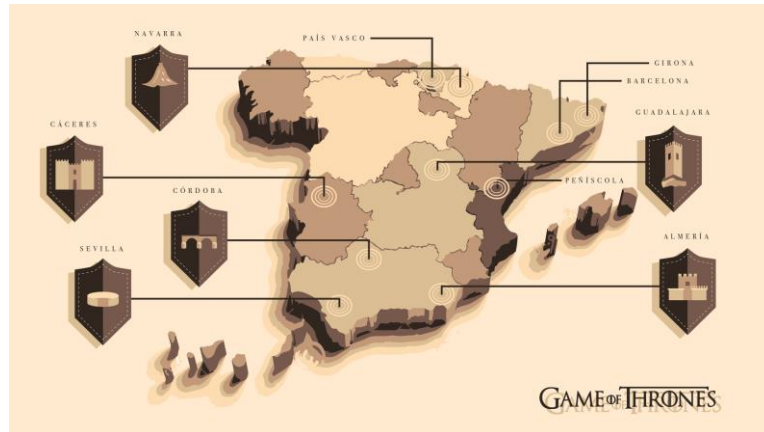 NAVARRA
PAÍS VASCO
GIRONA
BARCELONA
GUADALAJARA
CÁCERES
PEÑÍSCOLA
CÓRDOBA
ALMERÍA
SEVILLA
GAME OF THRONES